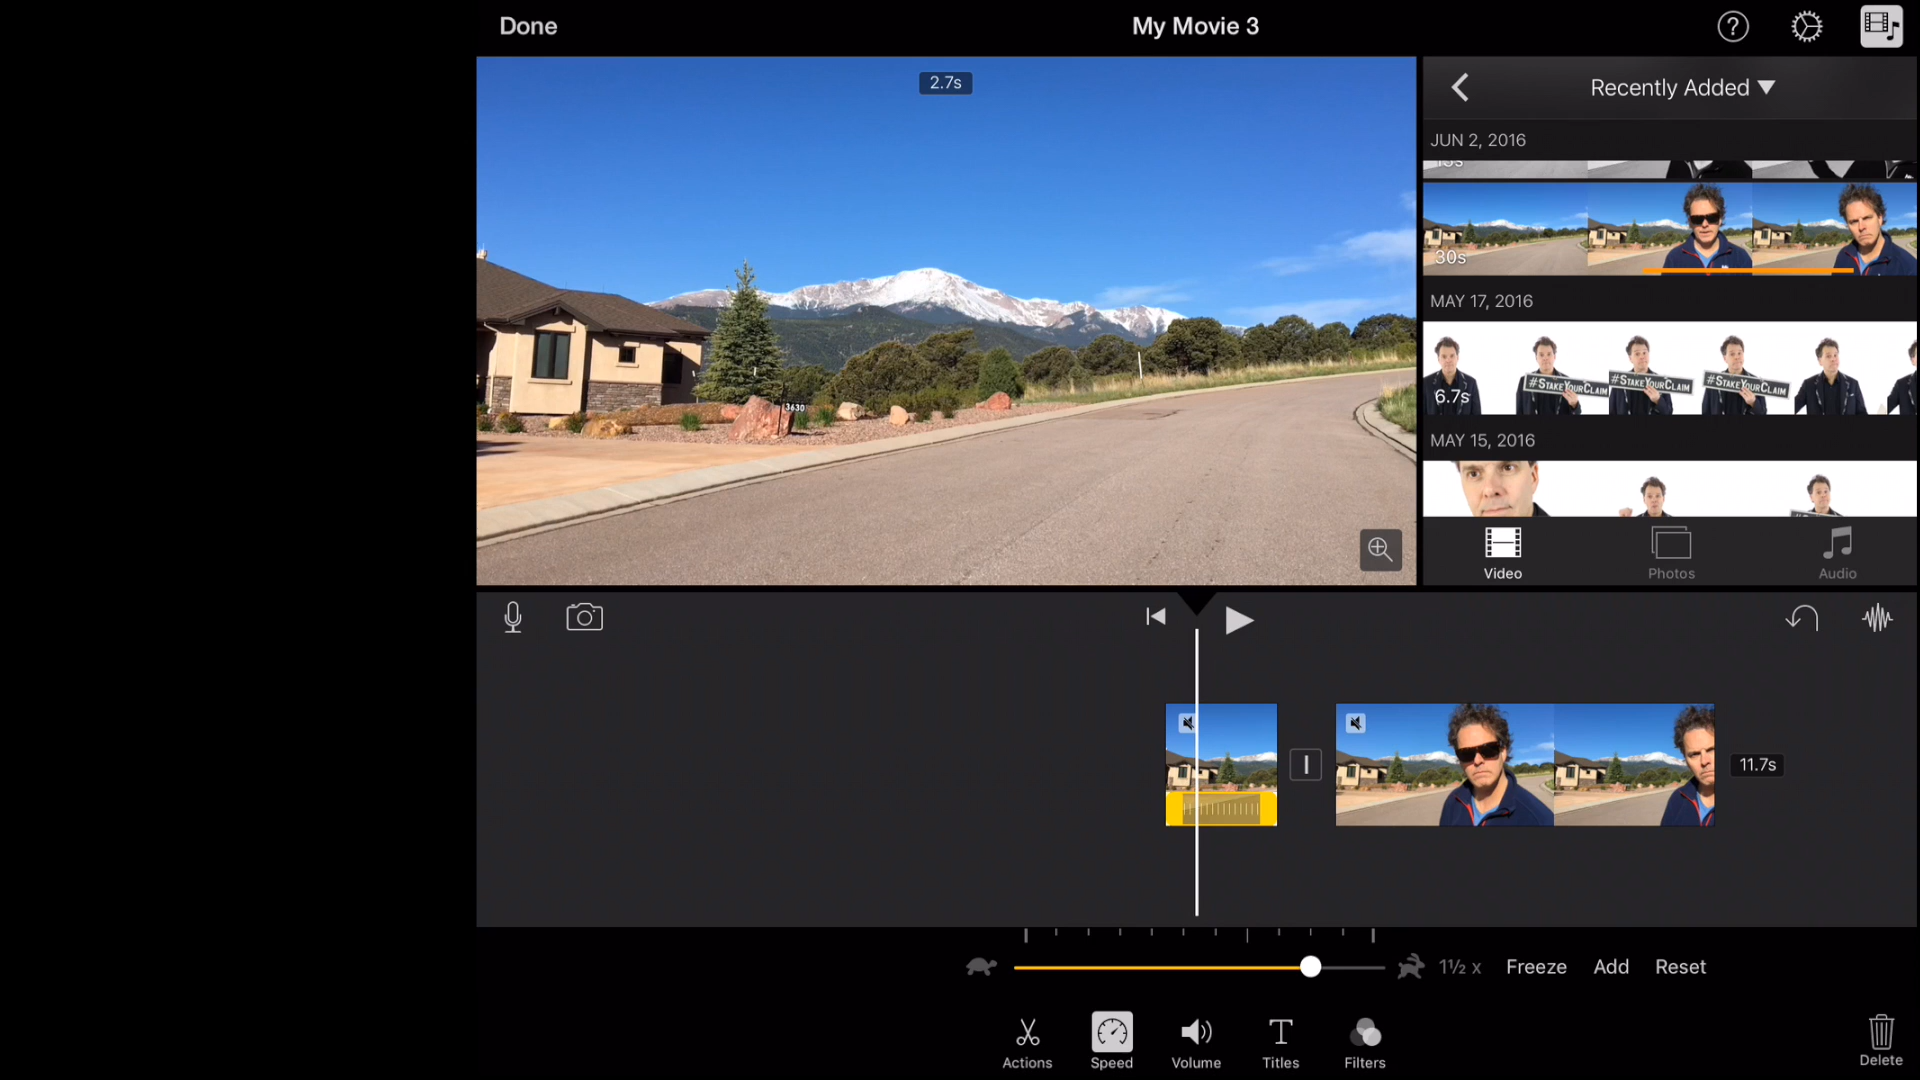 Done
My Movie 3
?
2.7s
Recently Added
JUN 2, 2016
15s
30s
MAY 17, 2016
#STAKEYOURCLAIM
#STAKEYOURCLAIM
#STAKEYOURCLAIM
6.7s
MAY 15, 2016
3630
Video
Photos
Audio
11.7s
1½ x
Freeze
Add
Reset
Actions
Speed
Volume
Titles
Filters
Delete